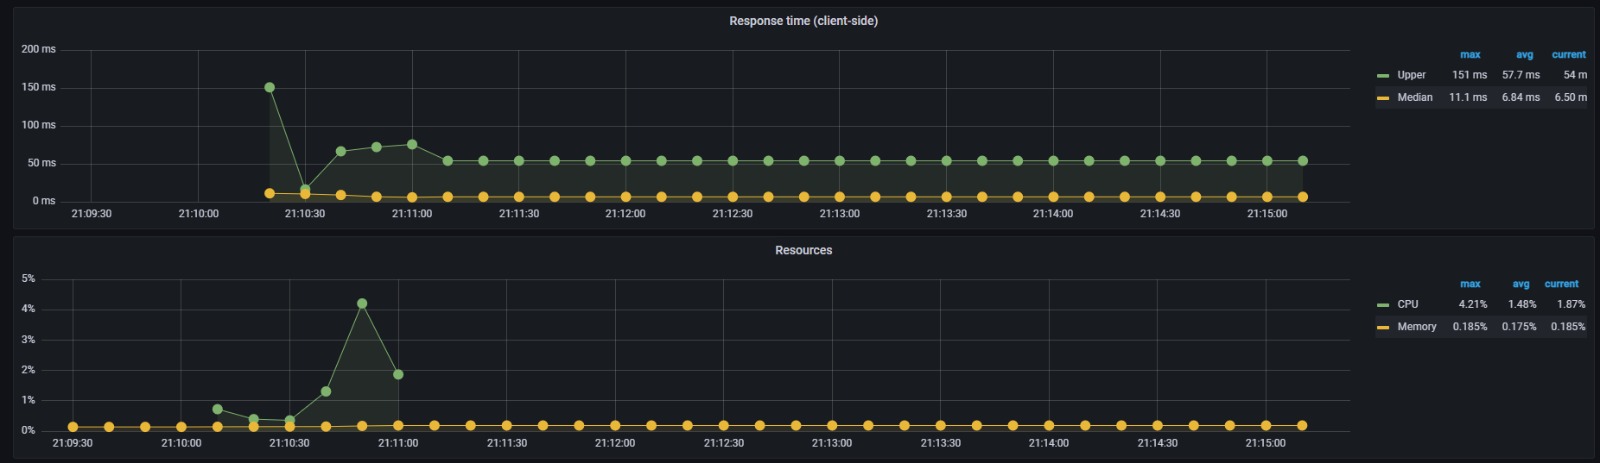 Response time (client-side)
200 ms
150 ms
100 ms
50 ms
0 ms
21:09:30 21:10:00 21:10:30 21:11:00 21:11:30 21:12:00 21:12:30 21:13:00 21:13:30 21:14:00 21:14:30 21:15:00
max avg current
Upper 151 ms 57.7 ms 54 m
Median 11.1 ms 6.84 ms 6.50 m
Resources
5%
4%
3%
2%
1%
0%
21:09:30 21:10:00 21:10:30 21:11:00 21:11:30 21:12:00 21:12:30 21:13:00 21:13:30 21:14:00 21:14:30 21:15:00
max avg current
CPU 4.21% 1.48% 1.87%
Memory 0.185% 0.175% 0.185%